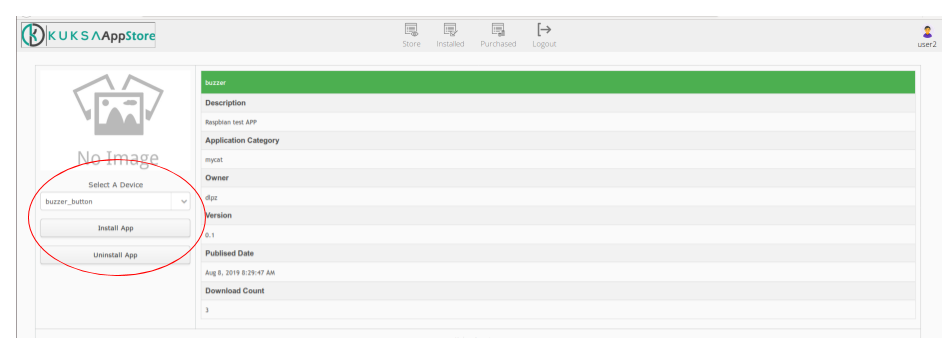 KUKSΛAppStore
Store Installed Purchased Logout
user2
No Image
Select A Device
buzzer_button
Install App
Uninstall App
buzzer
Description
Raspbian test APP
Application Category
mycat
Owner
dipz
Version
0.1
Publised Date
Aug 8, 2019 8:29:47 AM
Download Count
3